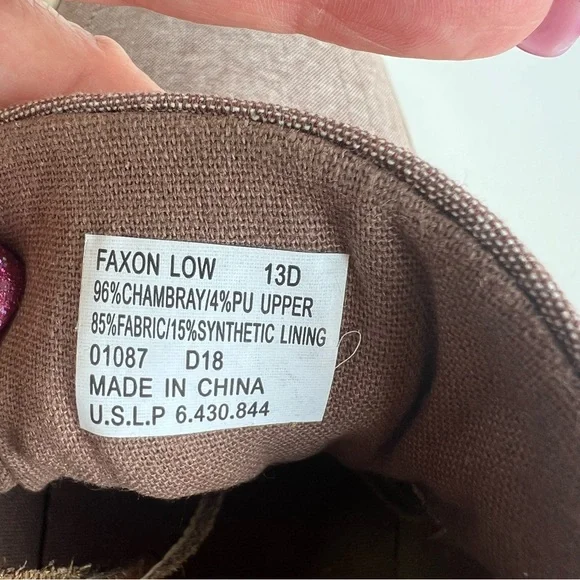 FAXON LOW 13D
96%CHAMBRAY/4%PU UPPER
85%FABRIC/15%SYNTHETIC LINING
01087 D18
MADE IN CHINA
U.S.L.P 6.430.844